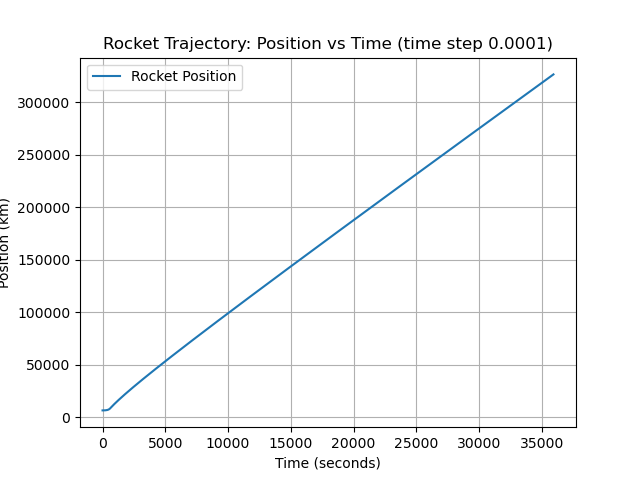 Rocket Trajectory: Position vs Time (time step 0.0001)
Rocket Position
300000
250000
200000
150000
100000
50000
0
Position (km)
0 5000 10000 15000 20000 25000 30000 35000
Time (seconds)